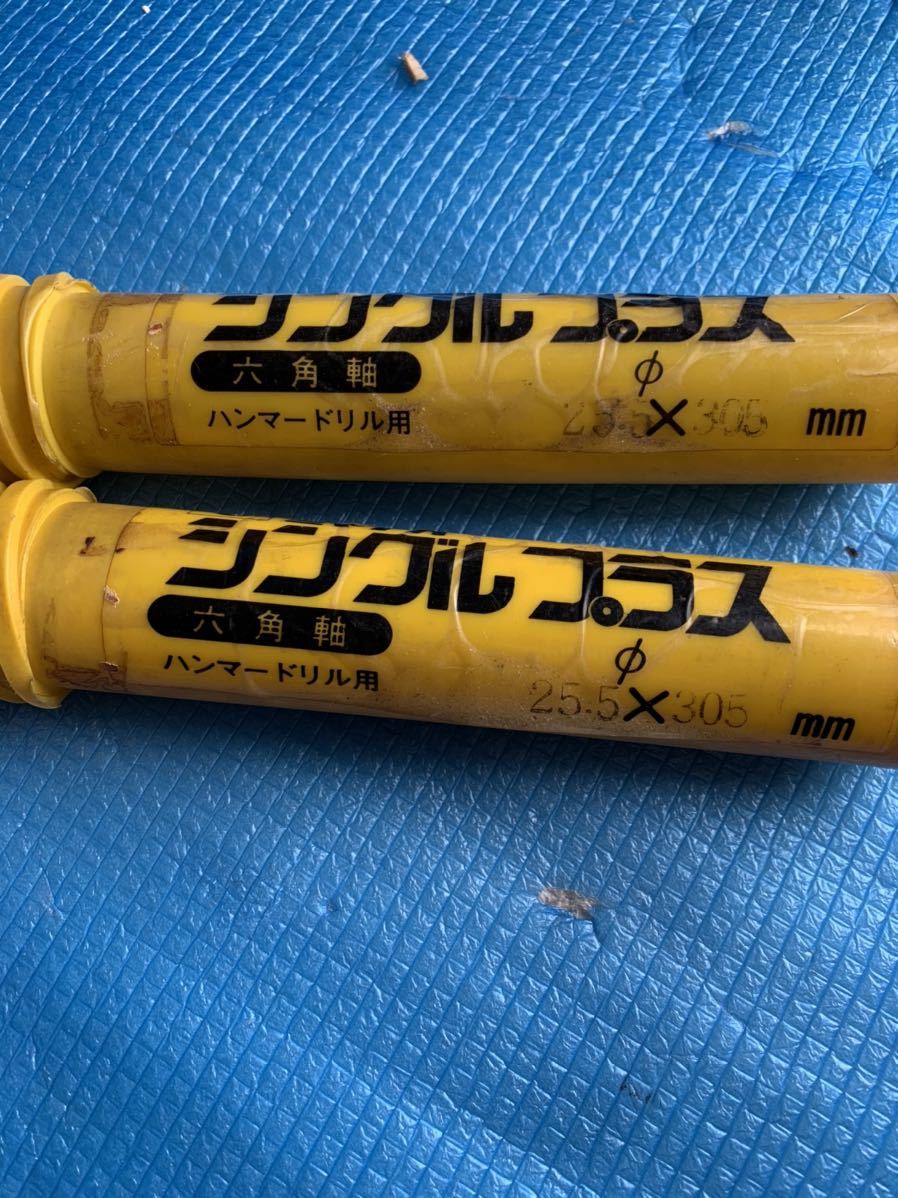 シングルプラス
六角軸
ハンマードリル用
φ
25.5×305 mm
シングルプラス
六角軸
ハンマードリル用
φ
25.5×305 mm